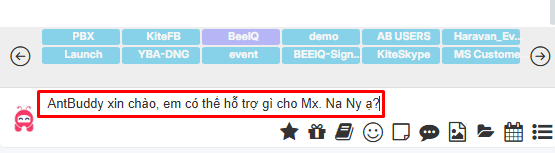 PBX KiteFB BeeIQ demo AB USERS Haravan_Ev...
Launch YBA-DNG event BEEIQ-Sign... KiteSkype MS Custome
AntBuddy xin chào, em có thể hỗ trợ gì cho Mx. Na Ny ạ?